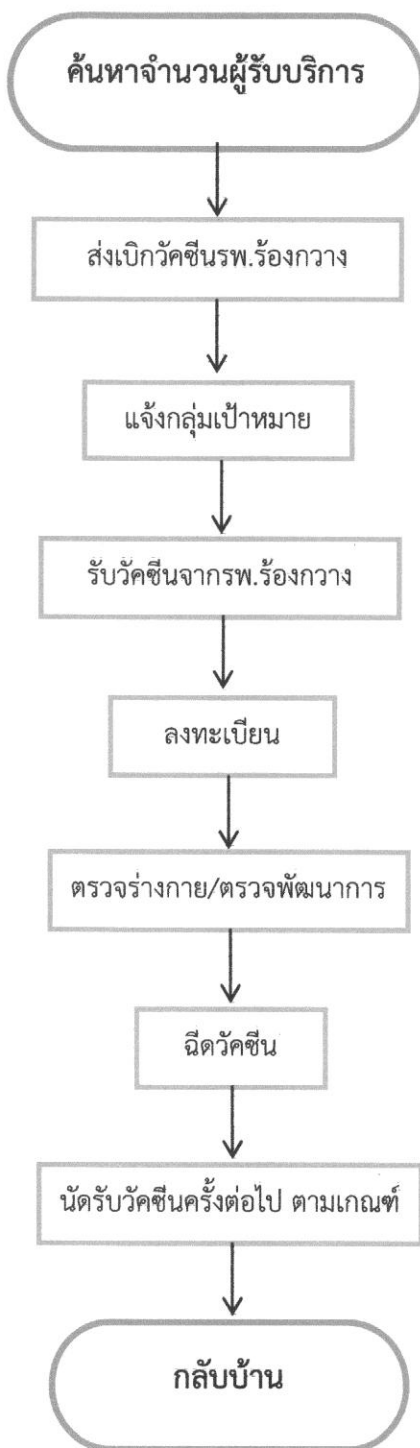 ค้นหาจำนวนผู้รับบริการ
ส่งเบิกวัคซีนรพ.ร้องกวาง
แจ้งกลุ่มเป้าหมาย
รับวัคซีนจากรพ.ร้องกวาง
ลงทะเบียน
ตรวจร่างกาย/ตรวจพัฒนาการ
ฉีดวัคซีน
นัดรับวัคซีนครั้งต่อไป ตามเกณฑ์
กลับบ้าน